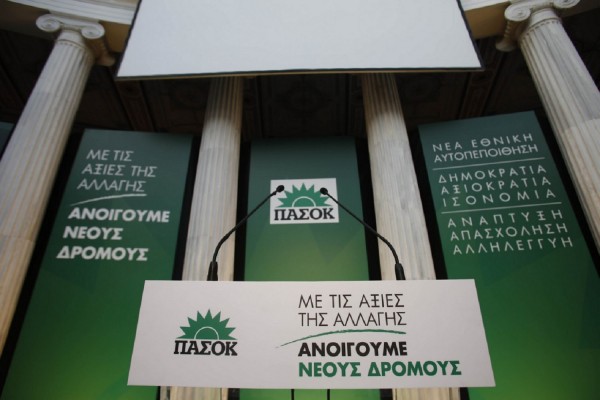 ΜΕ ΤΙΣ
ΑΞΙΕΣ ΤΗΣ
ΑΛΛΑΓΗΣ
ΑΝΟΙΓΟΥΜΕ
ΝΕΟΥΣ
ΔΡΟΜΟΥΣ
ΠΑΣΟΚ
ΝΕΑ ΕΘΝΙΚΗ
ΑΥΤΟΠΕΠΟΙΘΗΣΗ
ΔΗΜΟΚΡΑΤΙΑ
ΑΞΙΟΚΡΑΤΙΑ
ΙΣΟΝΟΜΙΑ
ΑΝΑΠΤΥΞΗ
ΑΠΑΣΧΟΛΗΣΗ
ΑΛΛΗΛΕΓΓΥΗ
ΠΑΣΟΚ
ΜΕ ΤΙΣ ΑΞΙΕΣ
ΤΗΣ ΑΛΛΑΓΗΣ
ΑΝΟΙΓΟΥΜΕ
ΝΕΟΥΣ ΔΡΟΜΟΥΣ